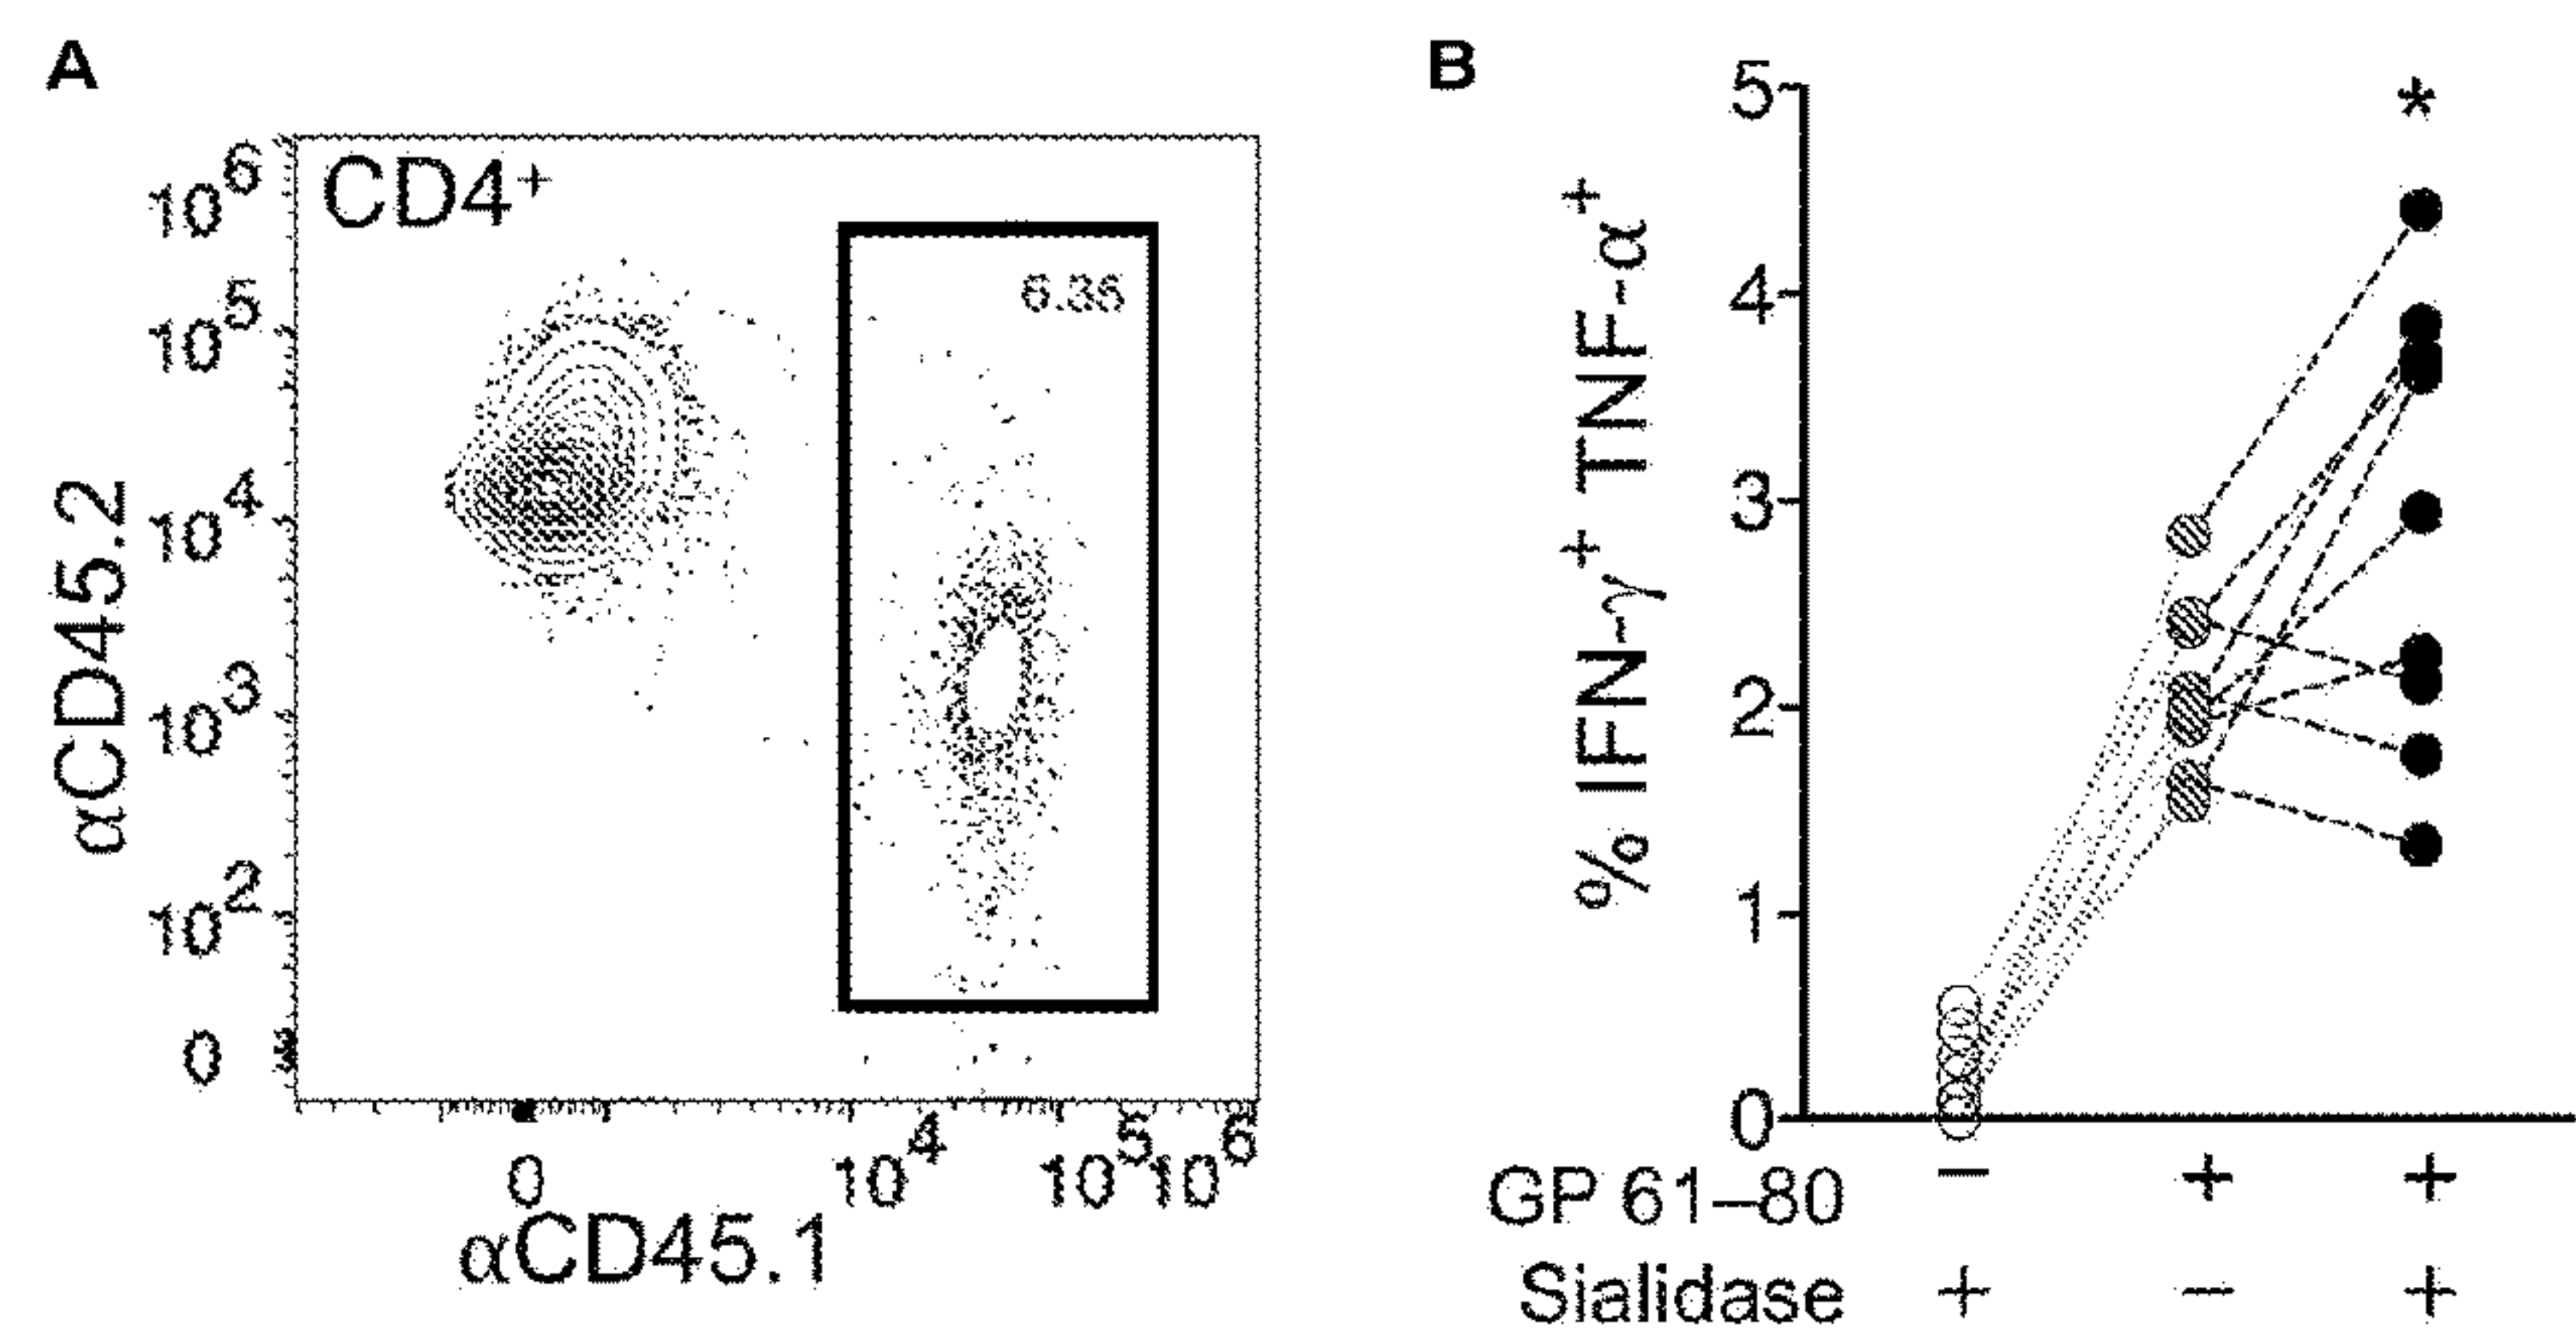 A
CD4⁺
6.35
αCD45.2
10⁶
10⁵
10⁴
10³
10²
0
0
10⁴
10⁵
10⁶
αCD45.1
B
*
% IFN-γ⁺ TNF-α⁺
5
4
3
2
1
0
GP 61–80 − + +
Sialidase + − +